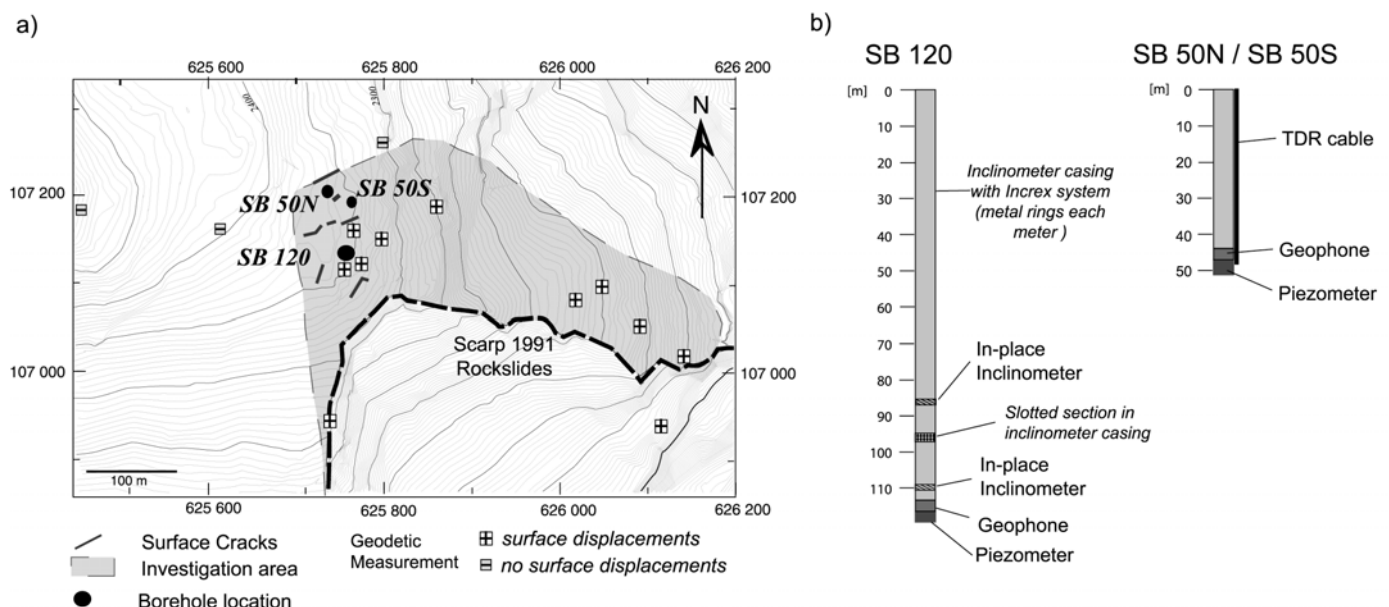 a)
625 600
625 800
626 000
626 200
2400
2300
N
107 200
107 200
SB 50N
SB 50S
SB 120
107 000
107 000
Scarp 1991
Rockslides
100 m
625 600
625 800
626 000
626 200
Surface Cracks
Investigation area
Borehole location
Geodetic
Measurement
surface displacements
no surface displacements
b)
SB 120
[m]
0
10
20
30
40
50
60
70
80
90
100
110
Inclinometer casing
with Increx system
(metal rings each
meter )
In-place
Inclinometer
Slotted section in
inclinometer casing
In-place
Inclinometer
Geophone
Piezometer
SB 50N / SB 50S
[m]
0
10
20
30
40
50
TDR cable
Geophone
Piezometer